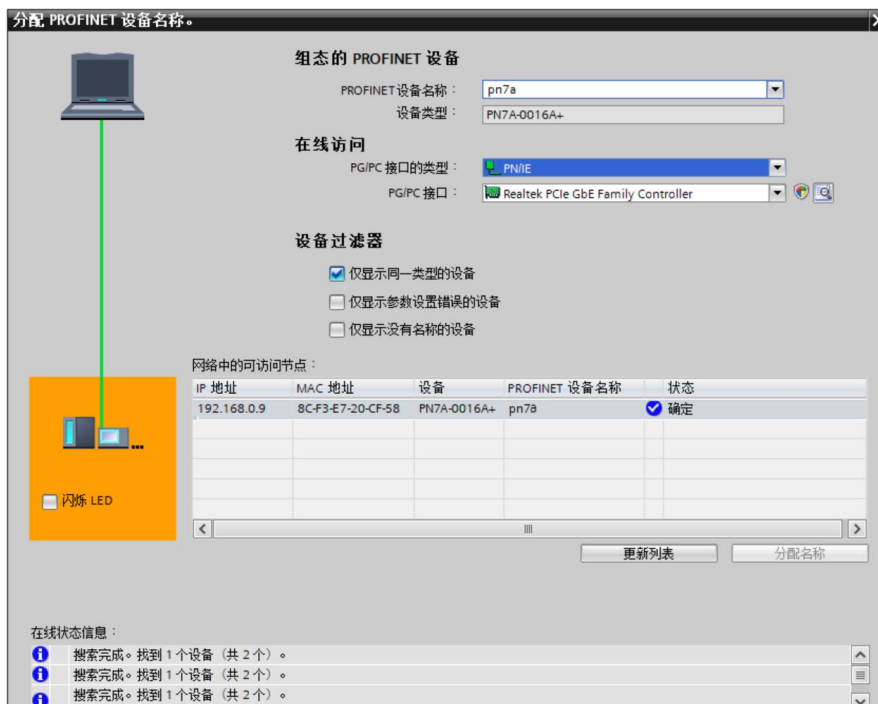 分配 PROFINET 设备名称。
组态的 PROFINET 设备
PROFINET设备名称： pn7a
设备类型： PN7A-0016A+
在线访问
PG/PC 接口的类型： PN/IE
PG/PC 接口： Realtek PCIe GbE Family Controller
设备过滤器
仅显示同一类型的设备
仅显示参数设置错误的设备
仅显示没有名称的设备
网络中的可访问节点：
IP 地址 MAC 地址 设备 PROFINET 设备名称 状态
192.168.0.9 8C-F3-E7-20-CF-58 PN7A-0016A+ pn7a 确定
闪烁 LED
更新列表 分配名称
在线状态信息：
搜索完成。找到 1 个设备（共 2 个）。
搜索完成。找到 1 个设备（共 2 个）。
搜索完成。找到 1 个设备（共 2 个）。